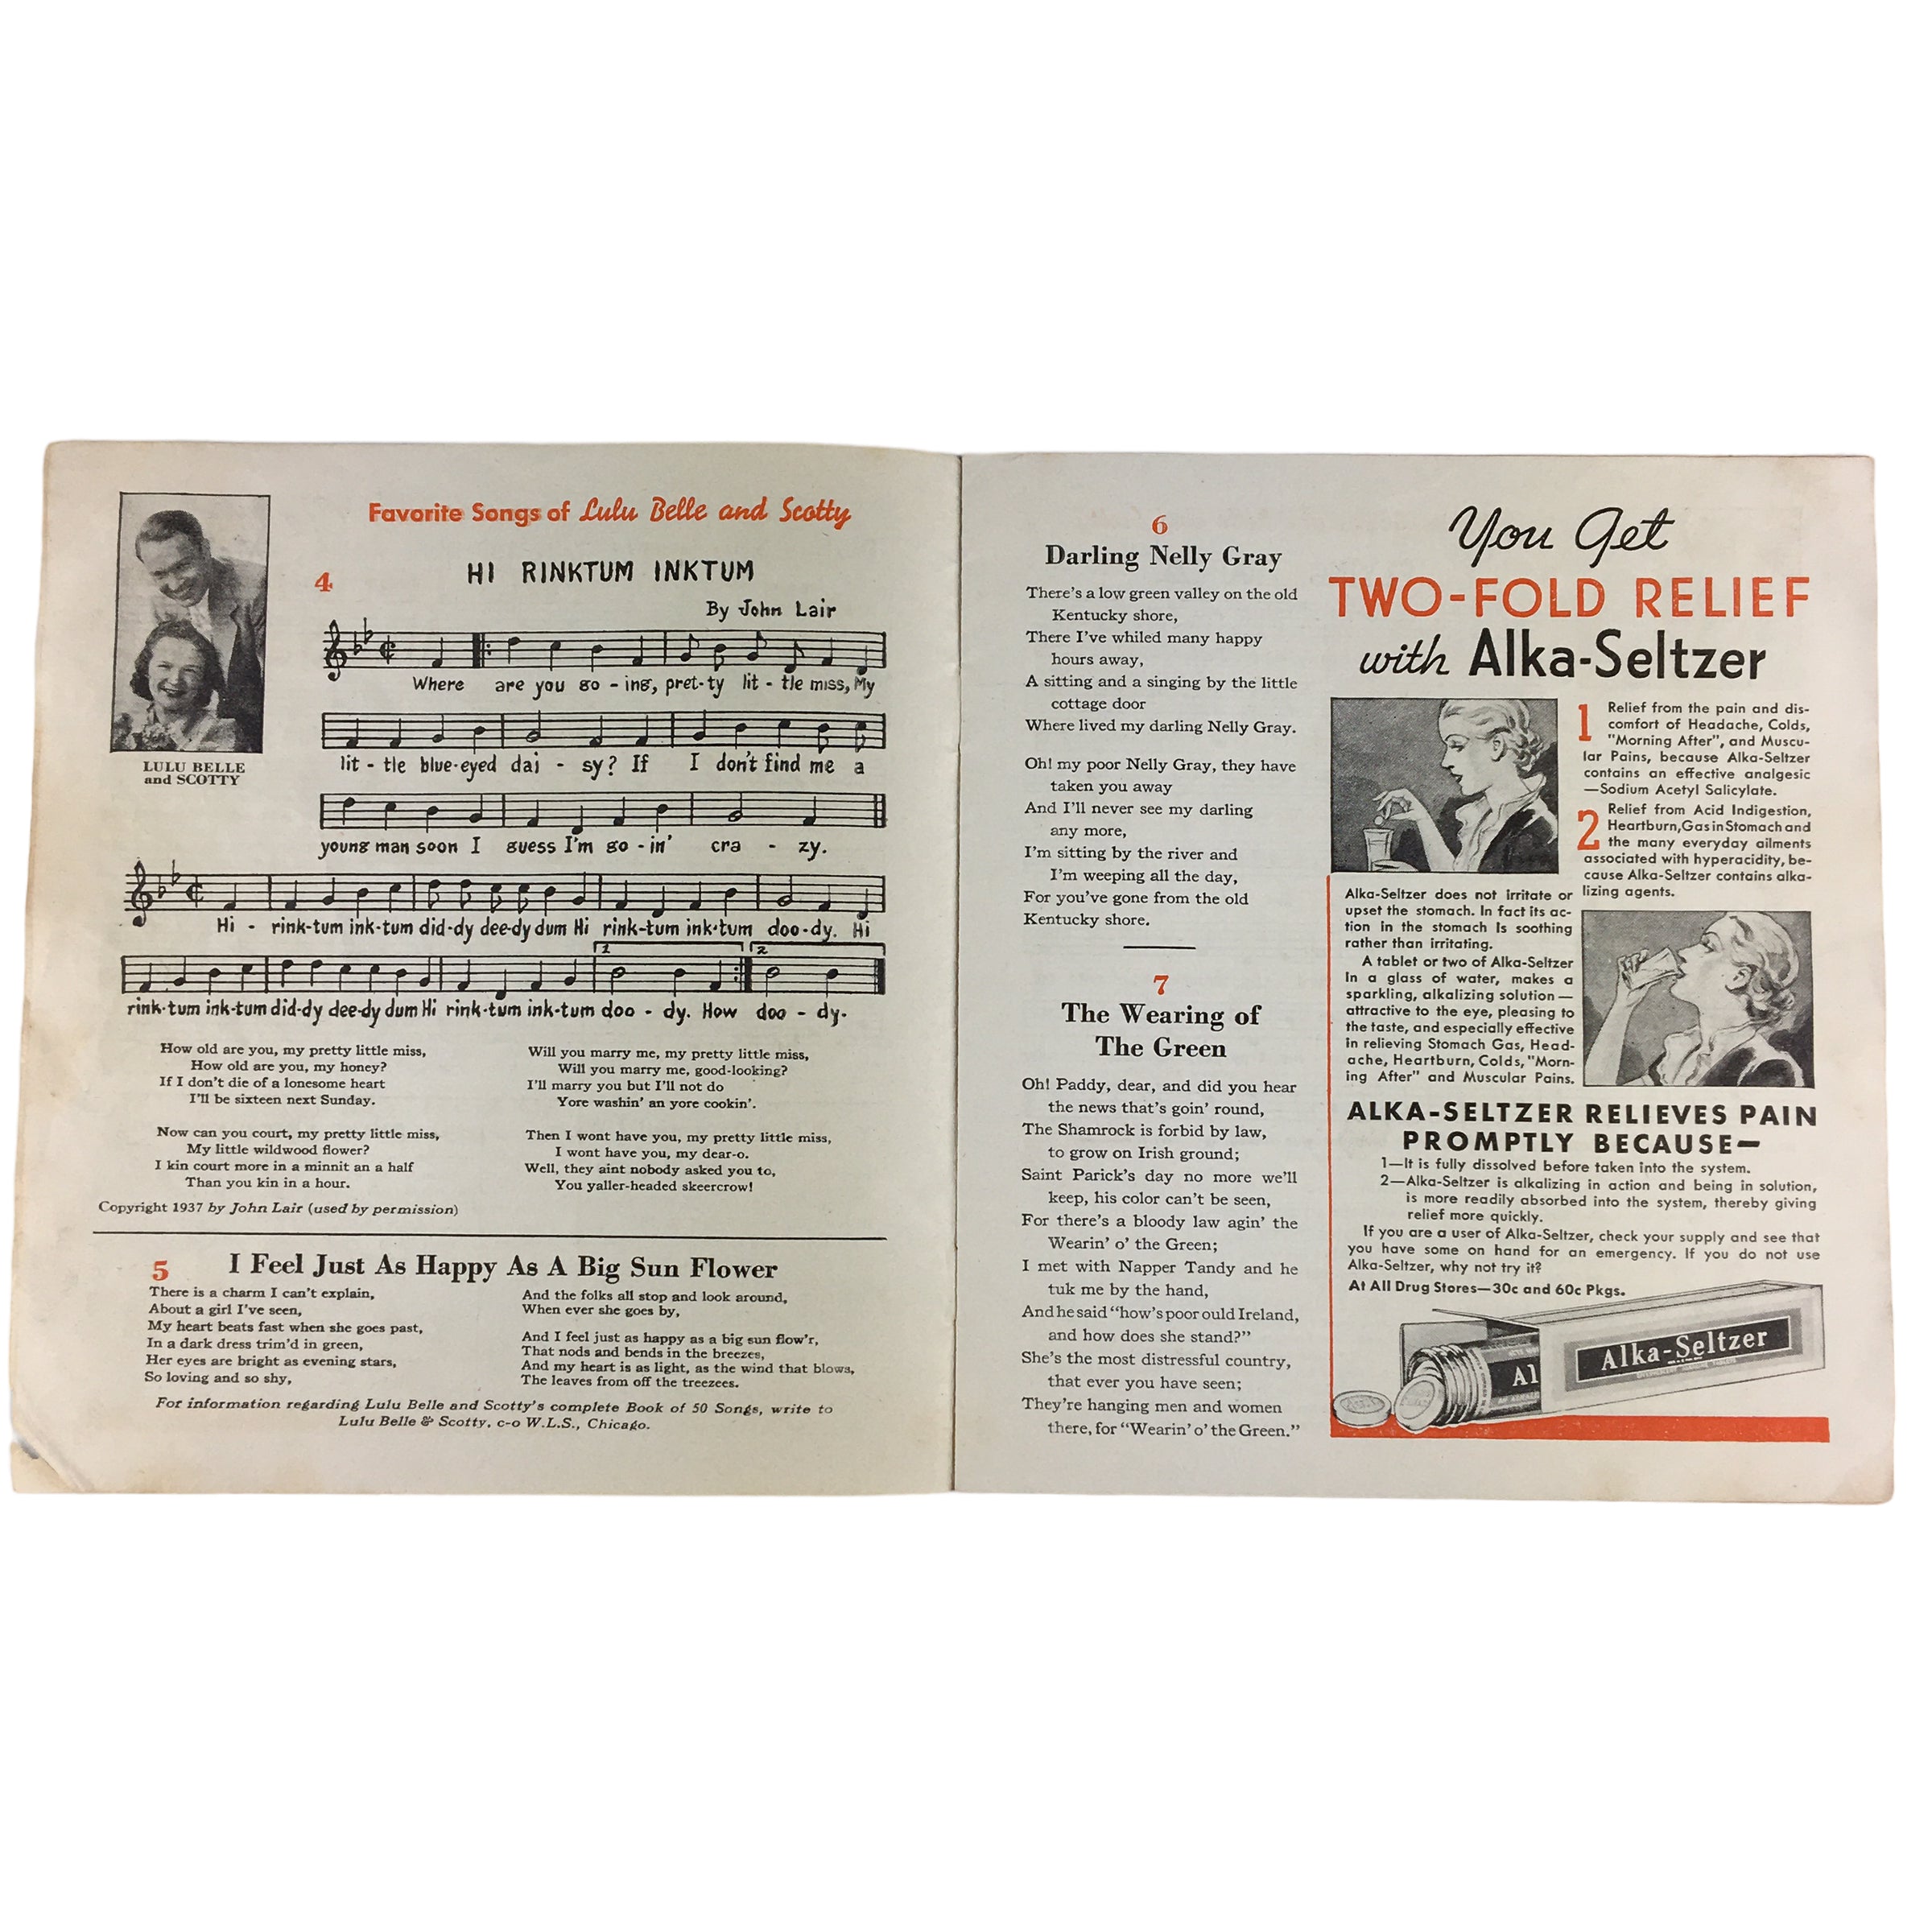 Favorite Songs of Lulu Belle and Scotty
LULU BELLE
and SCOTTY
4
HI RINKTUM INKTUM
By John Lair
Where are you go - ing, pret-ty lit - tle miss, My
lit - tle blue-eyed dai - sy? If I don't find me a
young man soon I guess I'm go - in' cra - zy.
Hi - rink-tum ink-tum did-dy dee-dy dum Hi rink-tum ink-tum doo-dy. Hi
1 2
rink-tum ink-tum did-dy dee-dy dum Hi rink-tum ink-tum doo - dy. How doo - dy.
How old are you, my pretty little miss,
How old are you, my honey?
If I don't die of a lonesome heart
I'll be sixteen next Sunday.
Now can you court, my pretty little miss,
My little wildwood flower?
I kin court more in a minnit an a half
Than you kin in a hour.
Will you marry me, my pretty little miss,
Will you marry me, good-looking?
I'll marry you but I'll not do
Yore washin' an yore cookin'.
Then I wont have you, my pretty little miss,
I wont have you, my dear-o.
Well, they aint nobody asked you to,
You yaller-headed skeercrow!
Copyright 1937 by John Lair (used by permission)
5
I Feel Just As Happy As A Big Sun Flower
There is a charm I can't explain,
About a girl I've seen,
My heart beats fast when she goes past,
In a dark dress trim'd in green,
Her eyes are bright as evening stars,
So loving and so shy,
And the folks all stop and look around,
When ever she goes by,
And I feel just as happy as a big sun flow'r,
That nods and bends in the breezes,
And my heart is as light, as the wind that blows,
The leaves from off the treezees.
For information regarding Lulu Belle and Scotty's complete Book of 50 Songs, write to
Lulu Belle & Scotty, c-o W.L.S., Chicago.
6
Darling Nelly Gray
There's a low green valley on the old
Kentucky shore,
There I've whiled many happy
hours away,
A sitting and a singing by the little
cottage door
Where lived my darling Nelly Gray.
Oh! my poor Nelly Gray, they have
taken you away
And I'll never see my darling
any more,
I'm sitting by the river and
I'm weeping all the day,
For you've gone from the old
Kentucky shore.
7
The Wearing of
The Green
Oh! Paddy, dear, and did you hear
the news that's goin' round,
The Shamrock is forbid by law,
to grow on Irish ground;
Saint Parick's day no more we'll
keep, his color can't be seen,
For there's a bloody law agin' the
Wearin' o' the Green;
I met with Napper Tandy and he
tuk me by the hand,
And he said "how's poor ould Ireland,
and how does she stand?"
She's the most distressful country,
that ever you have seen;
They're hanging men and women
there, for "Wearin' o' the Green."
You Get
TWO-FOLD RELIEF
with Alka-Seltzer
1 Relief from the pain and dis-
comfort of Headache, Colds,
"Morning After", and Muscu-
lar Pains, because Alka-Seltzer
contains an effective analgesic
—Sodium Acetyl Salicylate.
2 Relief from Acid Indigestion,
Heartburn, Gas in Stomach and
the many everyday ailments
associated with hyperacidity, be-
cause Alka-Seltzer contains alka-
lizing agents.
Alka-Seltzer does not irritate or
upset the stomach. In fact its ac-
tion in the stomach Is soothing
rather than irritating.
A tablet or two of Alka-Seltzer
In a glass of water, makes a
sparkling, alkalizing solution—
attractive to the eye, pleasing to
the taste, and especially effective
in relieving Stomach Gas, Head-
ache, Heartburn, Colds, "Morn-
ing After" and Muscular Pains.
ALKA-SELTZER RELIEVES PAIN
PROMPTLY BECAUSE—
1—It is fully dissolved before taken into the system.
2—Alka-Seltzer is alkalizing in action and being in solution,
is more readily absorbed into the system, thereby giving
relief more quickly.
If you are a user of Alka-Seltzer, check your supply and see that
you have some on hand for an emergency. If you do not use
Alka-Seltzer, why not try it?
At All Drug Stores—30c and 60c Pkgs.
Alka-Seltzer
Al